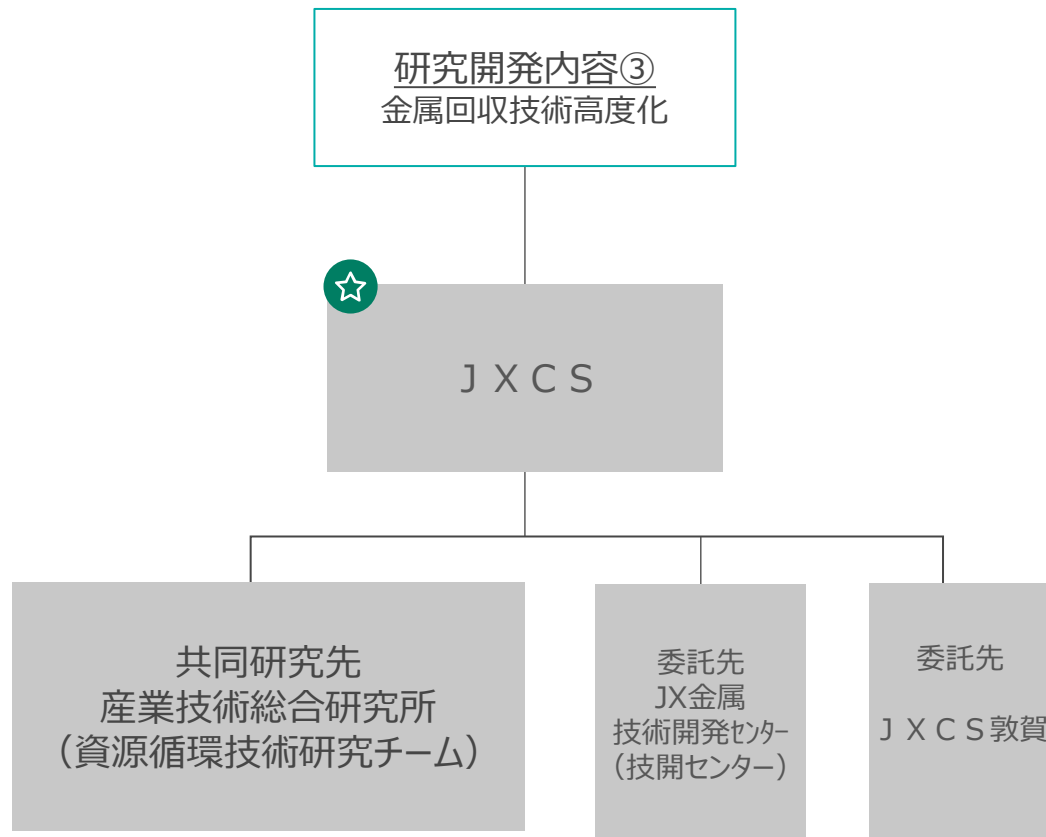 研究開発内容③
金属回収技術高度化
ＪＸＣＳ
共同研究先
産業技術総合研究所
（資源循環技術研究チーム）
委託先
JX金属
技術開発ｾﾝﾀｰ
（技開センター）
委託先
ＪＸＣＳ敦賀